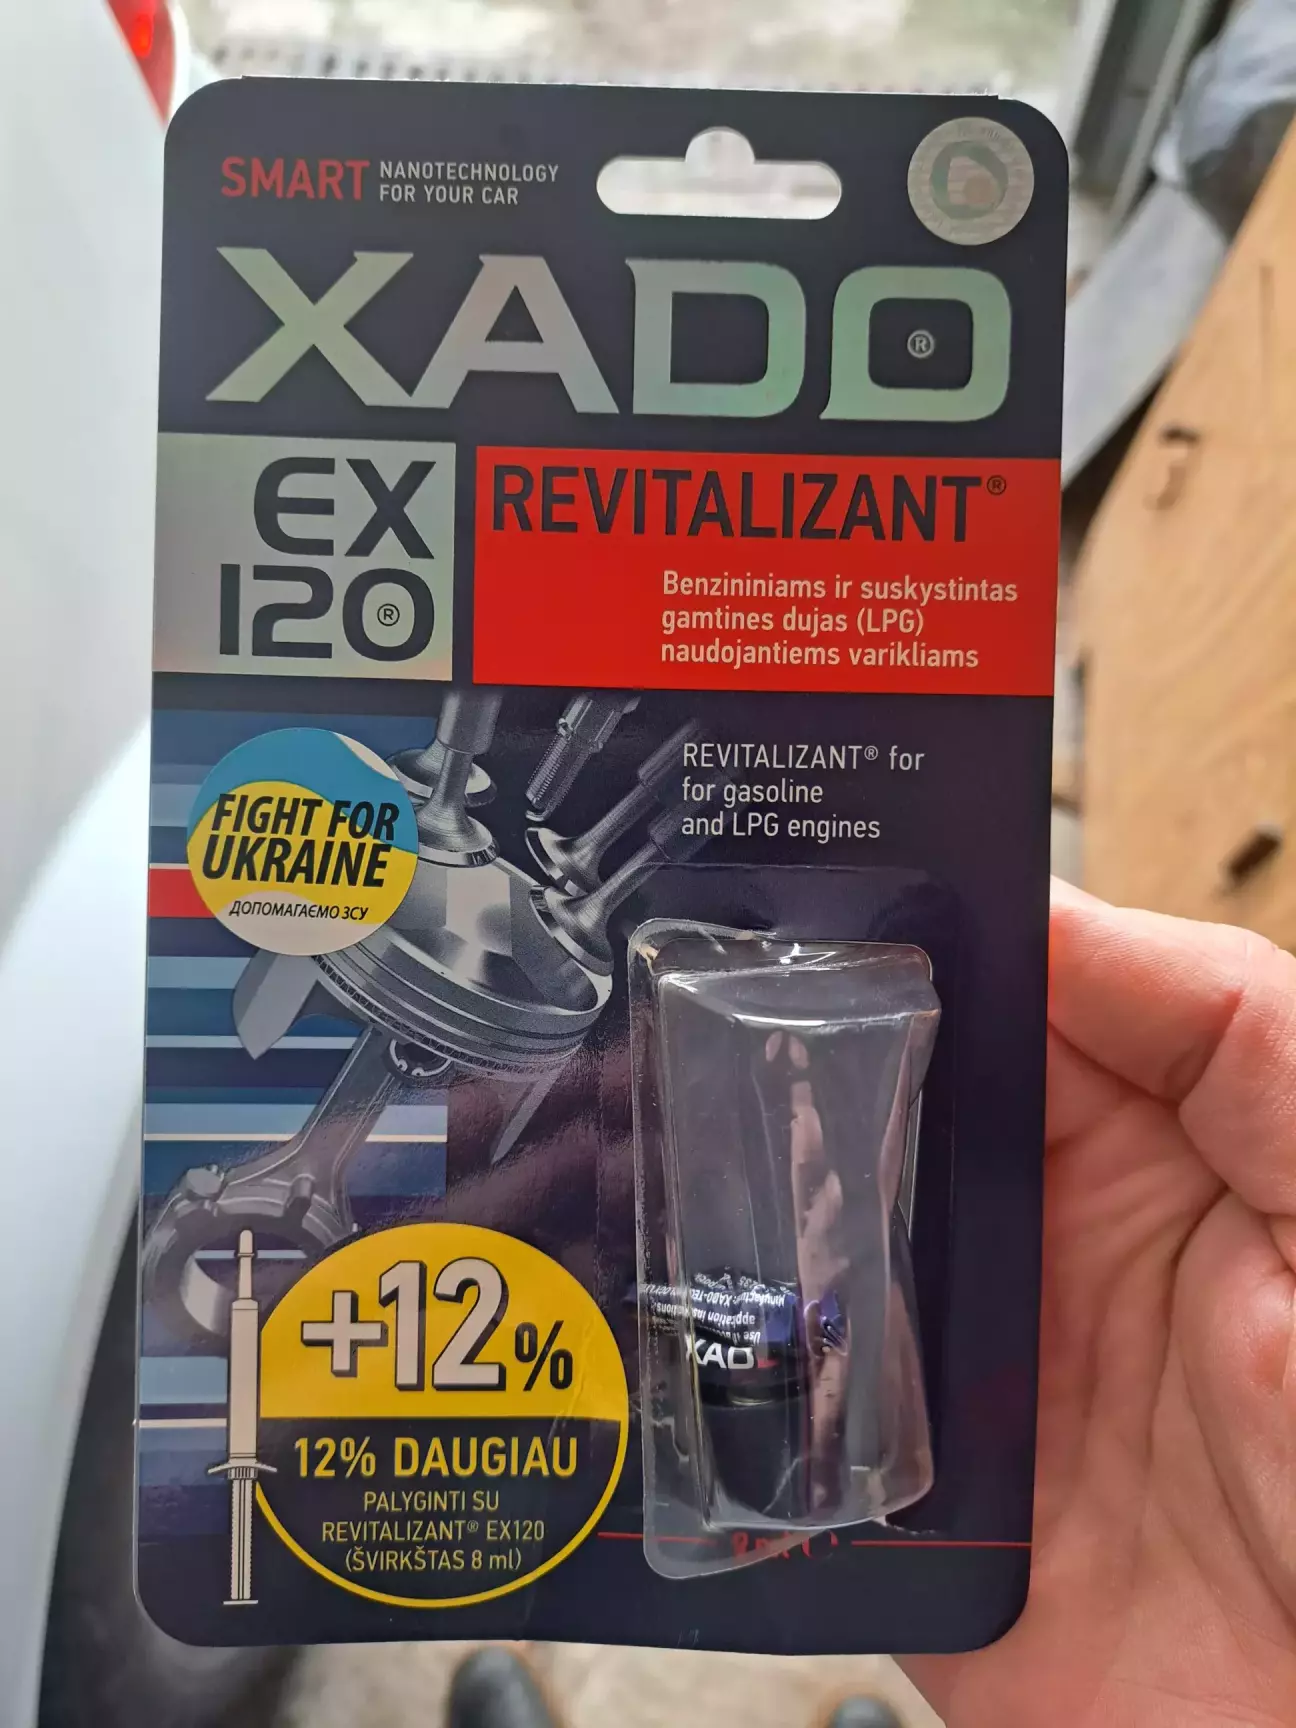 SMART NANOTECHNOLOGY
FOR YOUR CAR
XADO®
EX
120®
REVITALIZANT®
Benzininiams ir suskystintas
gamtines dujas (LPG)
naudojantiems varikliams
REVITALIZANT® for
for gasoline
and LPG engines
FIGHT FOR
UKRAINE
ДОПОМАГАЄМО ЗСУ
XADO
+12%
12% DAUGIAU
PALYGINTI SU
REVITALIZANT® EX120
(ŠVIRKŠTAS 8 ml)